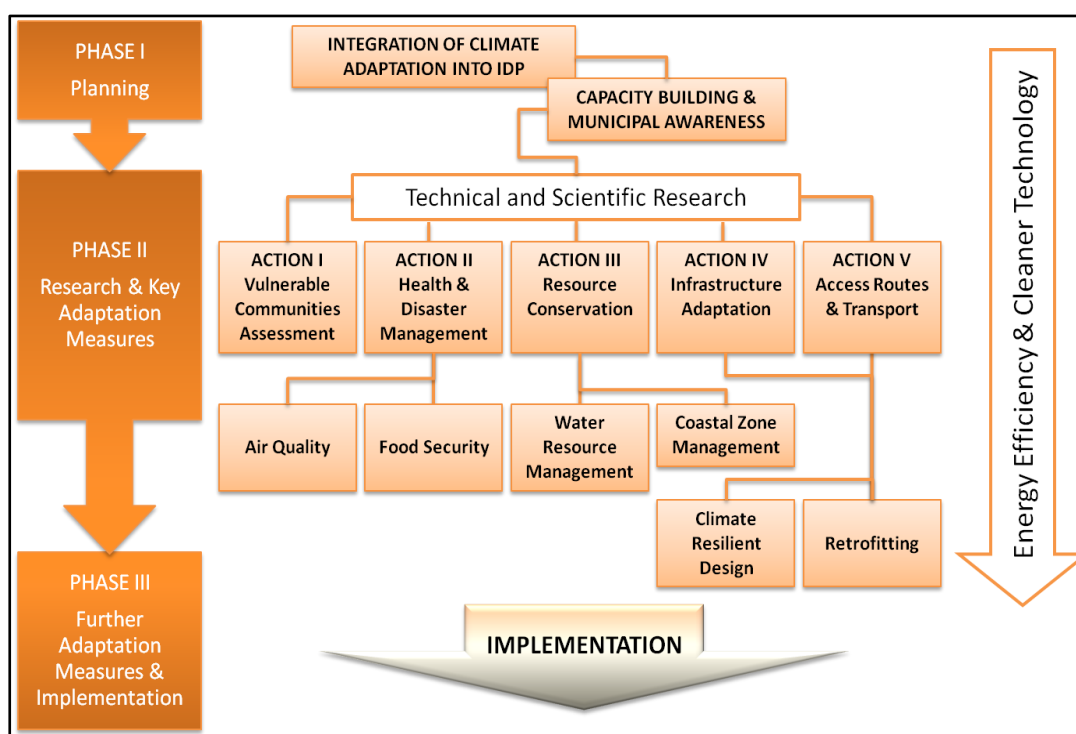 PHASE I
Planning
INTEGRATION OF CLIMATE
ADAPTATION INTO IDP
CAPACITY BUILDING &
MUNICIPAL AWARENESS
PHASE II
Research & Key
Adaptation
Measures
Technical and Scientific Research
ACTION I
Vulnerable
Communities
Assessment
ACTION II
Health &
Disaster
Management
ACTION III
Resource
Conservation
ACTION IV
Infrastructure
Adaptation
ACTION V
Access Routes
& Transport
Air Quality
Food Security
Water
Resource
Management
Coastal Zone
Management
Climate
Resilient
Design
Retrofitting
PHASE III
Further
Adaptation
Measures &
Implementation
IMPLEMENTATION
Energy Efficiency & Cleaner Technology